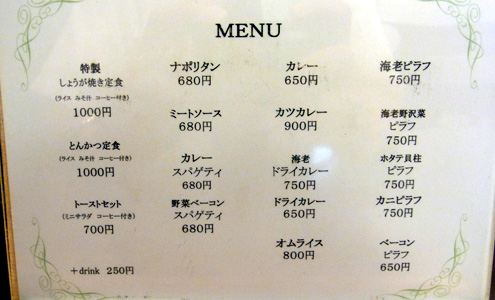 MENU
特製
しょうが焼き定食
(ライス みそ汁 コーヒー付き)
1000円
とんかつ定食
(ライス みそ汁 コーヒー付き)
1000円
トーストセット
(ミニサラダ コーヒー付き)
700円
+drink 250円
ナポリタン
680円
ミートソース
680円
カレー
スパゲティ
680円
野菜ベーコン
スパゲティ
680円
カレー
650円
カツカレー
900円
海老
ドライカレー
750円
ドライカレー
650円
オムライス
800円
海老ピラフ
750円
海老野沢菜
ピラフ
750円
ホタテ貝柱
ピラフ
750円
カニピラフ
750円
ベーコン
ピラフ
650円